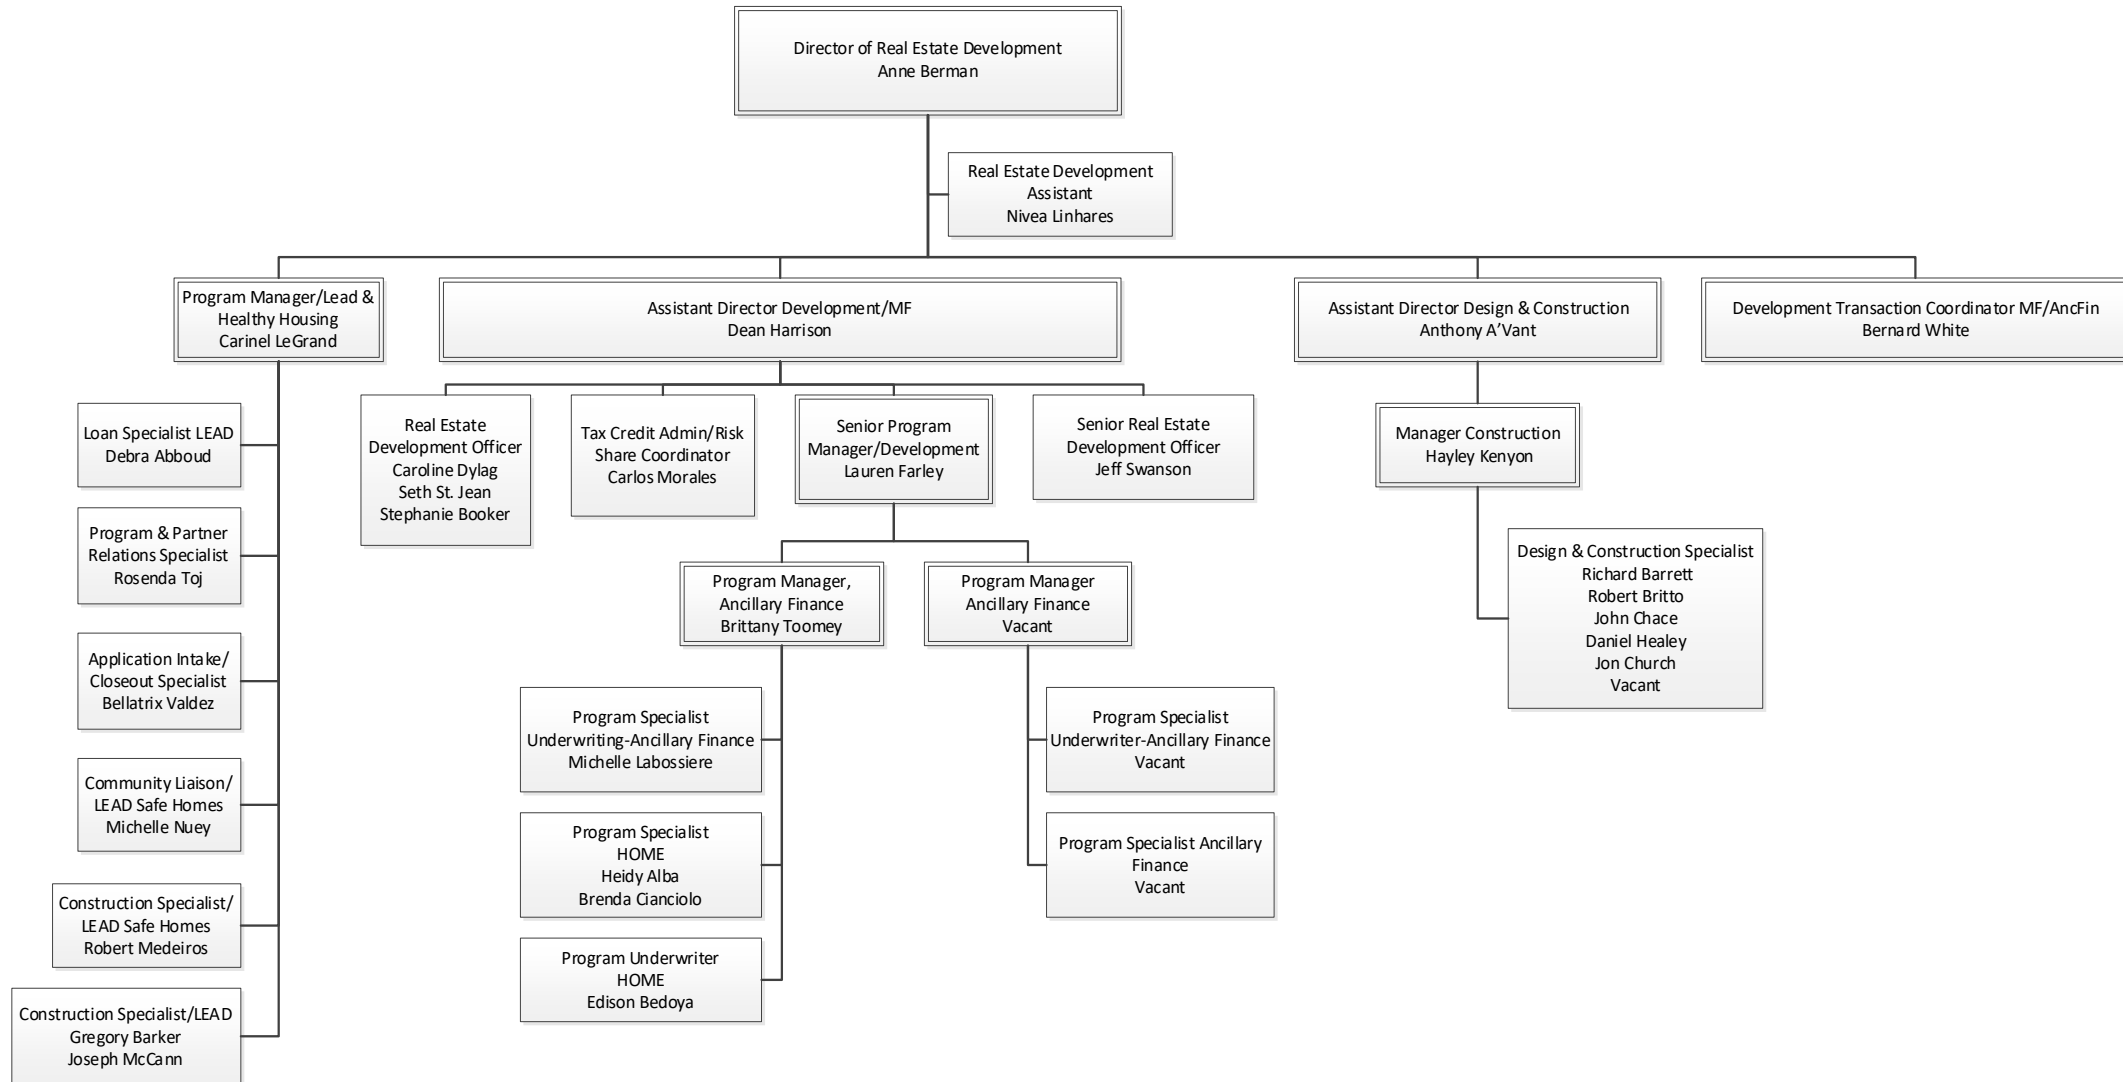 Director of Real Estate Development
Anne Berman
Real Estate Development
Assistant
Nivea Linhares
Program Manager/Lead &
Healthy Housing
Carinel LeGrand
Assistant Director Development/MF
Dean Harrison
Assistant Director Design & Construction
Anthony A’Vant
Development Transaction Coordinator MF/AncFin
Bernard White
Loan Specialist LEAD
Debra Abboud
Program & Partner
Relations Specialist
Rosenda Toj
Application Intake/
Closeout Specialist
Bellatrix Valdez
Community Liaison/
LEAD Safe Homes
Michelle Nuey
Construction Specialist/
LEAD Safe Homes
Robert Medeiros
Construction Specialist/LEAD
Gregory Barker
Joseph McCann
Real Estate
Development Officer
Caroline Dylag
Seth St. Jean
Stephanie Booker
Tax Credit Admin/Risk
Share Coordinator
Carlos Morales
Senior Program
Manager/Development
Lauren Farley
Senior Real Estate
Development Officer
Jeff Swanson
Program Manager,
Ancillary Finance
Brittany Toomey
Program Manager
Ancillary Finance
Vacant
Program Specialist
Underwriting-Ancillary Finance
Michelle Labossiere
Program Specialist
HOME
Heidy Alba
Brenda Cianciolo
Program Underwriter
HOME
Edison Bedoya
Program Specialist
Underwriter-Ancillary Finance
Vacant
Program Specialist Ancillary
Finance
Vacant
Manager Construction
Hayley Kenyon
Design & Construction Specialist
Richard Barrett
Robert Britto
John Chace
Daniel Healey
Jon Church
Vacant